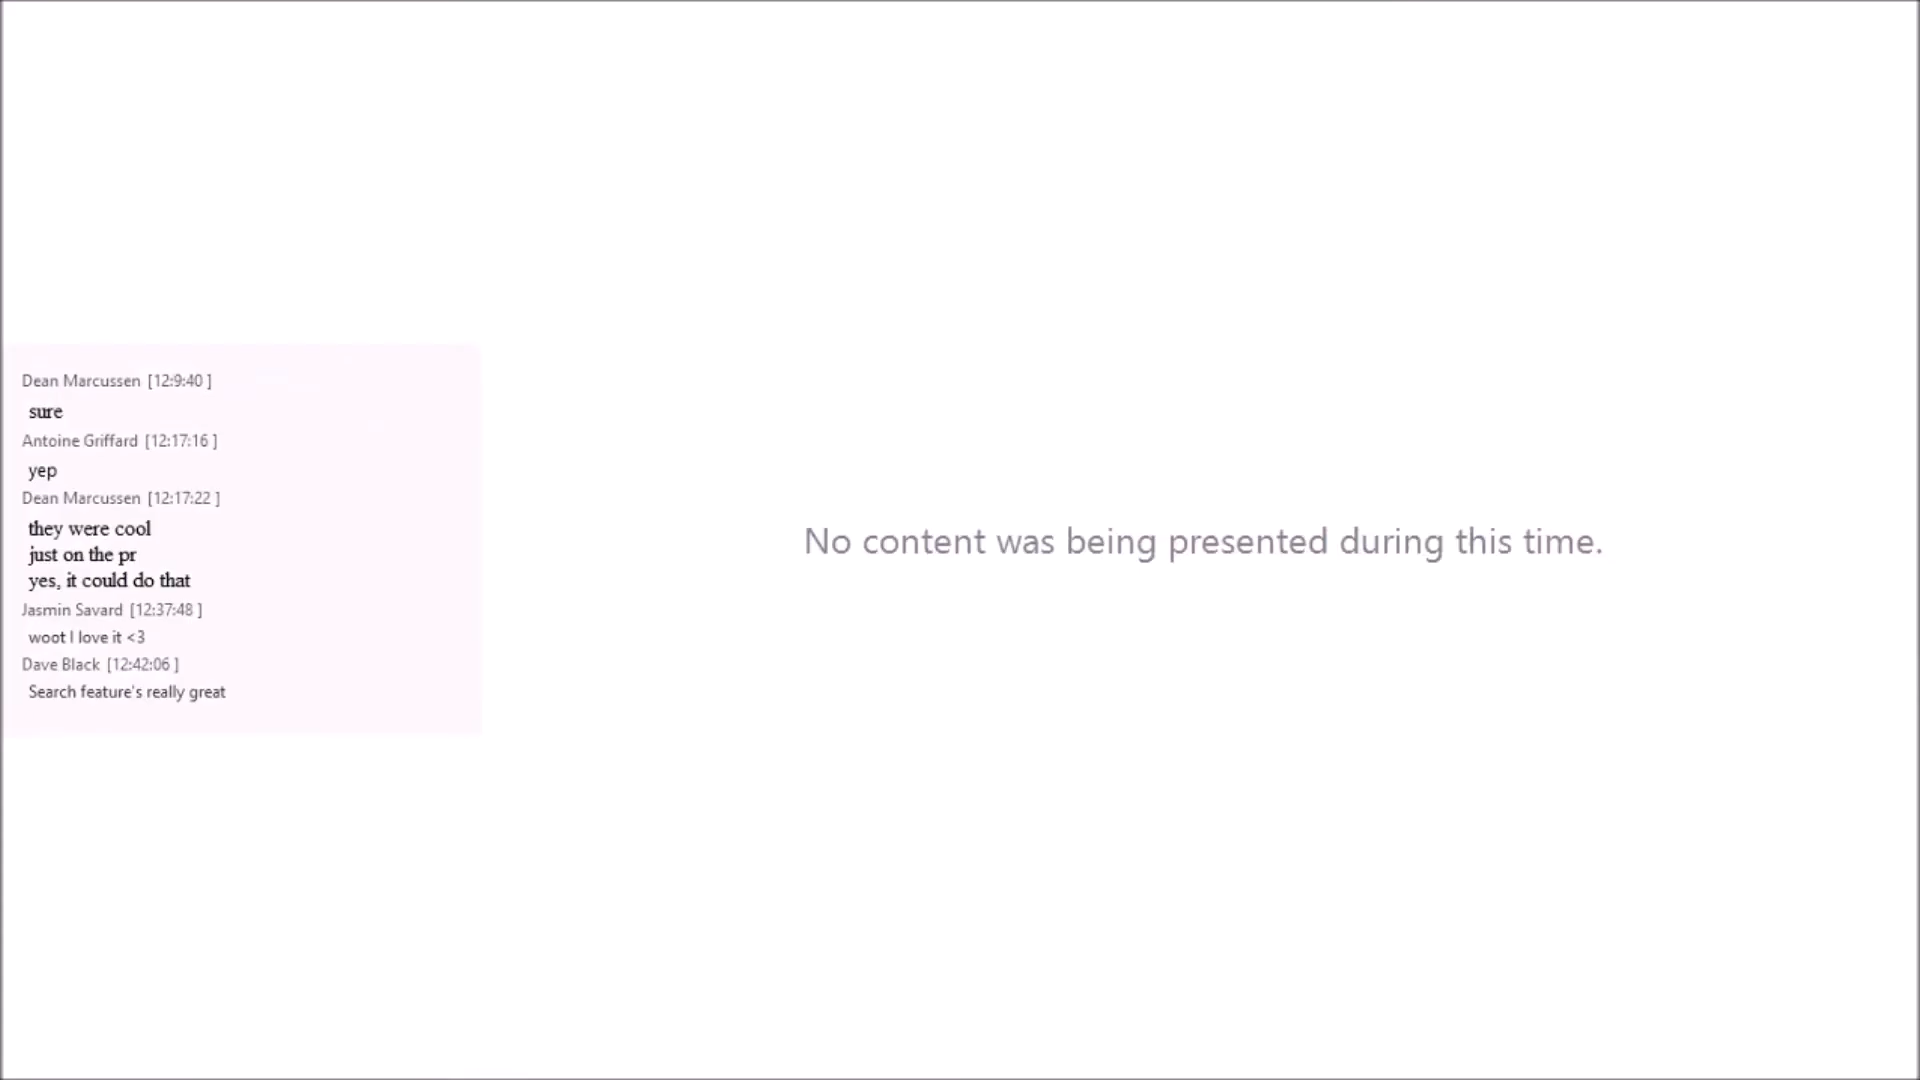 Dean Marcussen [12:9:40 ]
sure
Antoine Griffard [12:17:16 ]
yep
Dean Marcussen [12:17:22 ]
they were cool
just on the pr
yes, it could do that
Jasmin Savard [12:37:48 ]
woot I love it <3
Dave Black [12:42:06 ]
Search feature's really great
No content was being presented during this time.